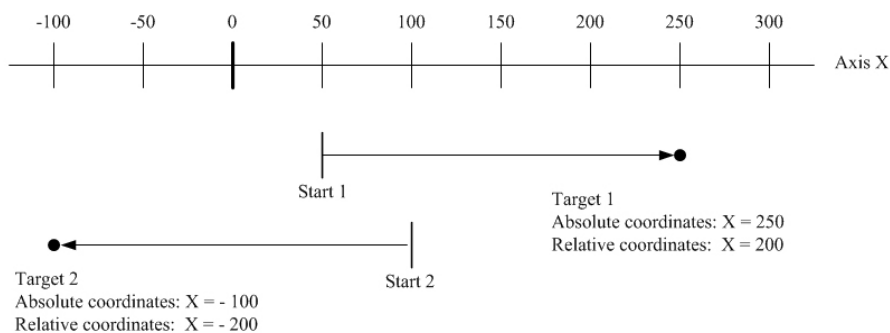 -100 -50 0 50 100 150 200 250 300
Axis X
Start 1
Target 1
Absolute coordinates: X = 250
Relative coordinates: X = 200
Start 2
Target 2
Absolute coordinates: X = - 100
Relative coordinates: X = - 200